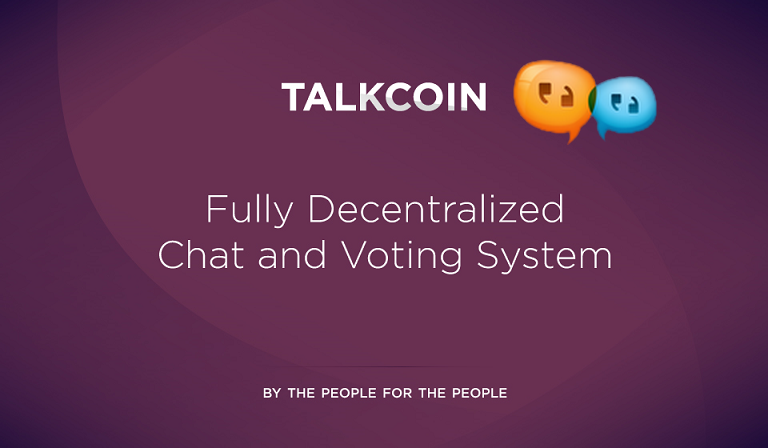 TALKCOIN
Fully Decentralized
Chat and Voting System
BY THE PEOPLE FOR THE PEOPLE